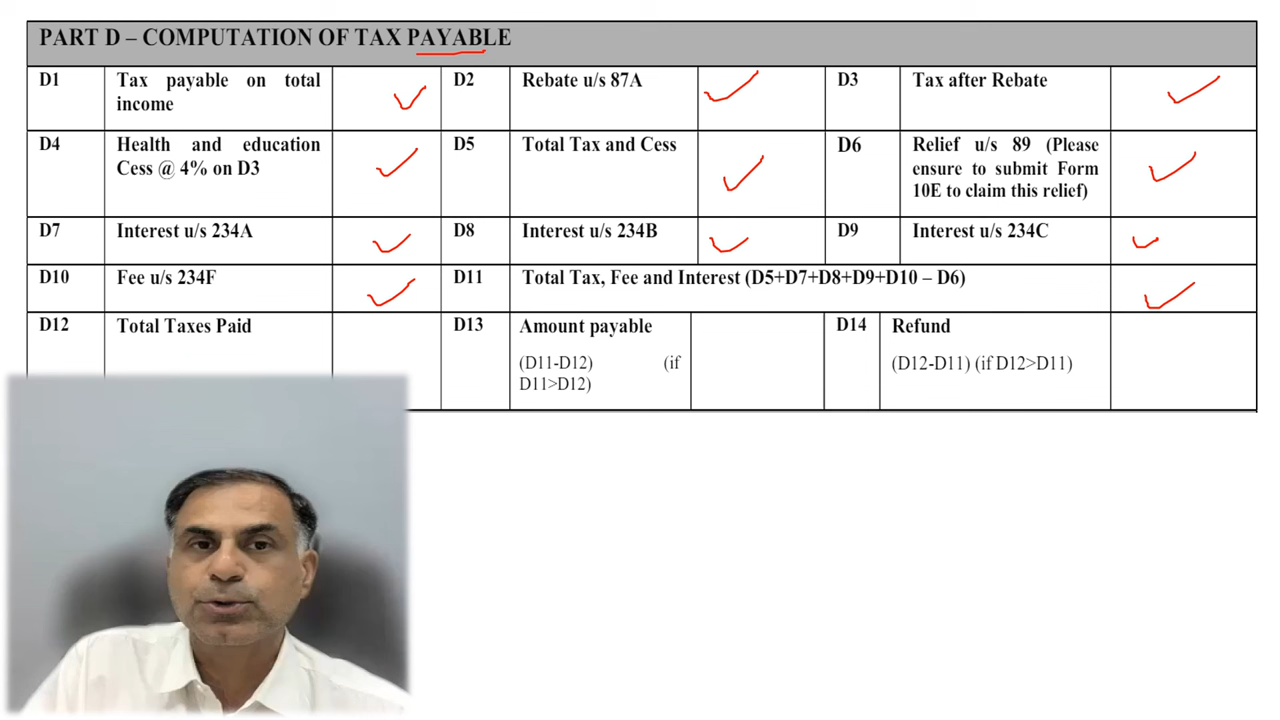 PART D – COMPUTATION OF TAX PAYABLE
D1 Tax payable on total income
D2 Rebate u/s 87A
D3 Tax after Rebate
D4 Health and education Cess @ 4% on D3
D5 Total Tax and Cess
D6 Relief u/s 89 (Please ensure to submit Form 10E to claim this relief)
D7 Interest u/s 234A
D8 Interest u/s 234B
D9 Interest u/s 234C
D10 Fee u/s 234F
D11 Total Tax, Fee and Interest (D5+D7+D8+D9+D10 – D6)
D12 Total Taxes Paid
D13 Amount payable
(D11-D12) (if
D11>D12)
D14 Refund
(D12-D11) (if D12>D11)